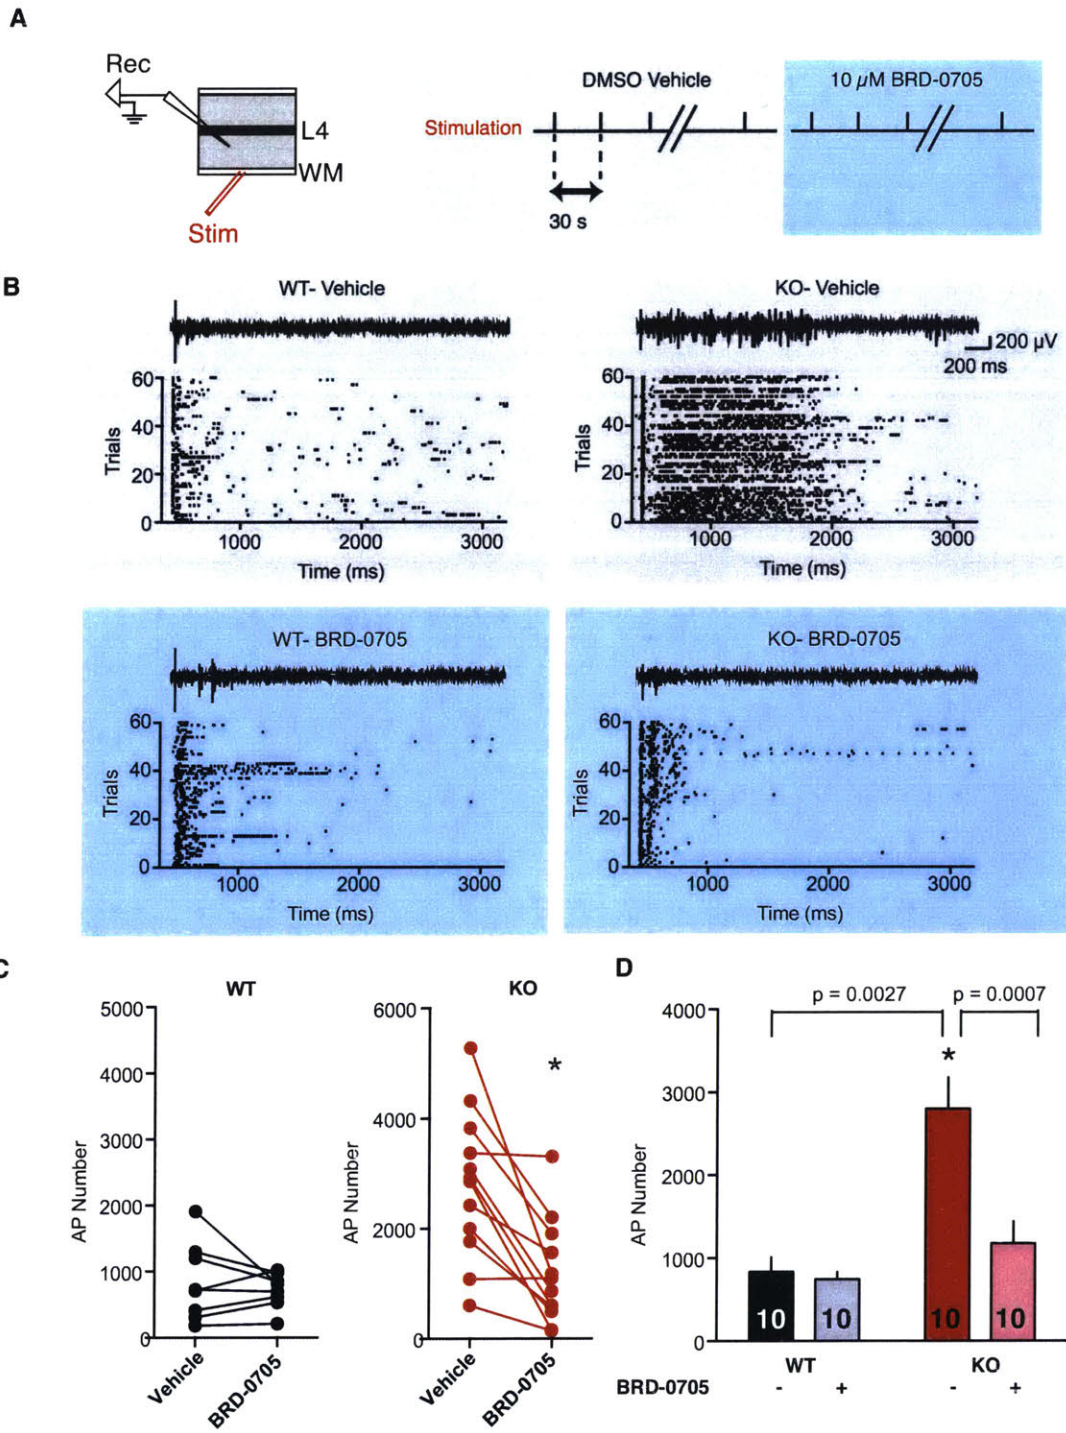 A
Rec
L4
WM
Stim
DMSO Vehicle
10 µM BRD-0705
Stimulation
30 s
B
WT- Vehicle
KO- Vehicle
200 µV
200 ms
60
40
20
0
Trials
1000 2000 3000
Time (ms)
60
40
20
0
Trials
1000 2000 3000
Time (ms)
WT- BRD-0705
KO- BRD-0705
60
40
20
0
Trials
1000 2000 3000
Time (ms)
60
40
20
0
Trials
1000 2000 3000
Time (ms)
C
WT
5000
4000
3000
2000
1000
0
AP Number
Vehicle
BRD-0705
KO
6000
4000
2000
0
AP Number
*
Vehicle
BRD-0705
D
p = 0.0027
p = 0.0007
*
4000
3000
2000
1000
0
AP Number
10 10 10 10
WT KO
BRD-0705 - + - +